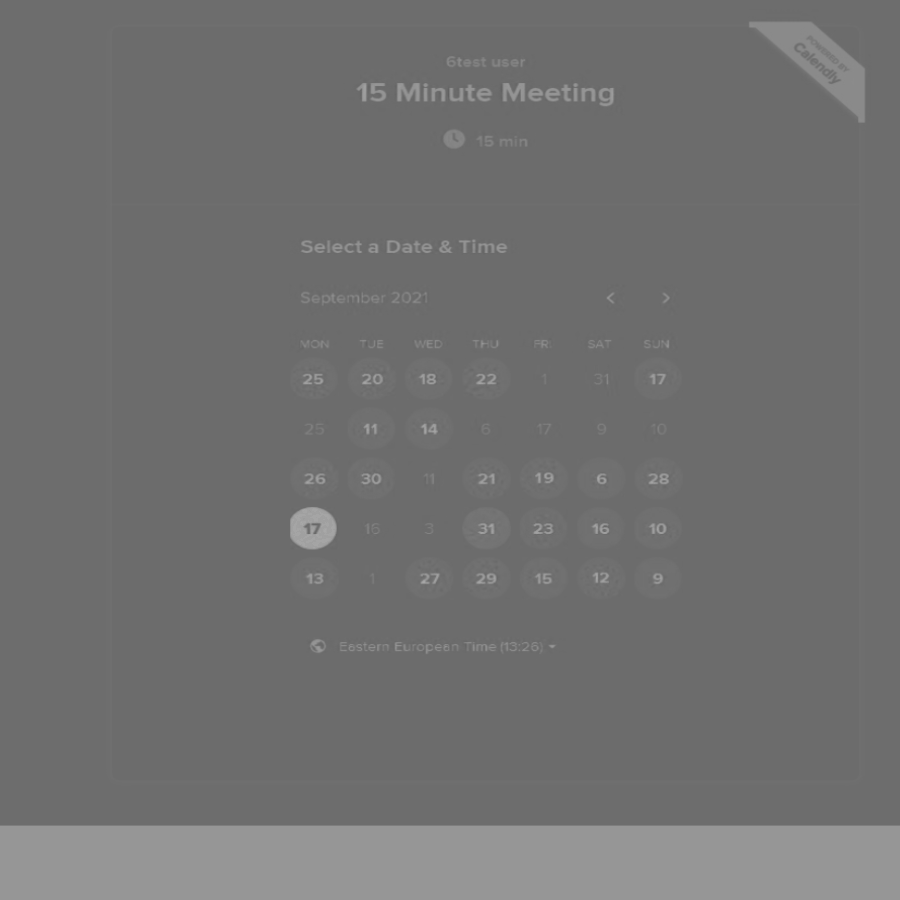 POWERED BY
Calendly
6test user
15 Minute Meeting
15 min
Select a Date & Time
September 2021
MON TUE WED THU FRI SAT SUN
25 20 18 22 1 31 17
25 11 14 6 17 9 10
26 30 11 21 19 6 28
17 16 3 31 23 16 10
13 1 27 29 15 12 9
Eastern European Time (13:26)